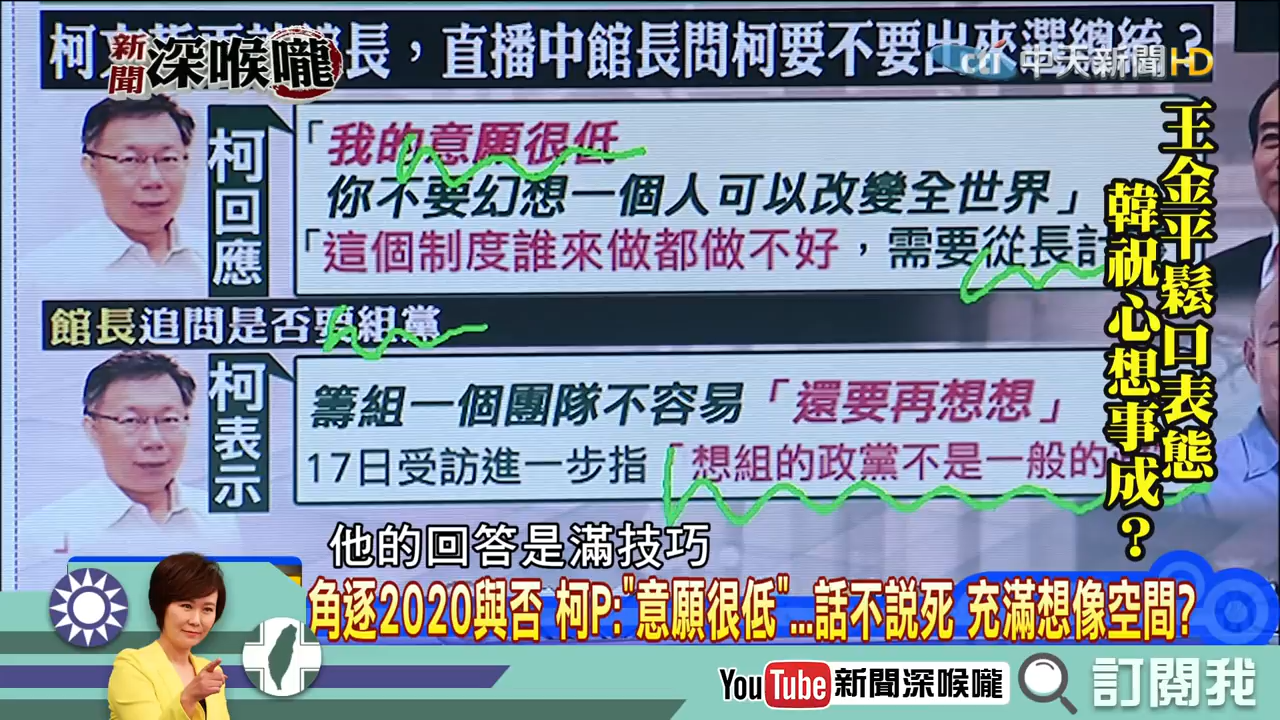 新聞深喉嚨
長，直播中館長問柯要不要出來選總統？
cti 中天新聞HD
柯回應
「我的意願很低
你不要幻想一個人可以改變全世界」
「這個制度誰來做都做不好，需要從長計
館長追問是否要組黨
柯表示
籌組一個團隊不容易「還要再想想」
17日受訪進一步指「想組的政黨不是一般的
王金平鬆口表態
韓祝心想事成？
他的回答是滿技巧
角逐2020與否 柯P:"意願很低"...話不說死 充滿想像空間?
YouTube 新聞深喉嚨
訂閱我